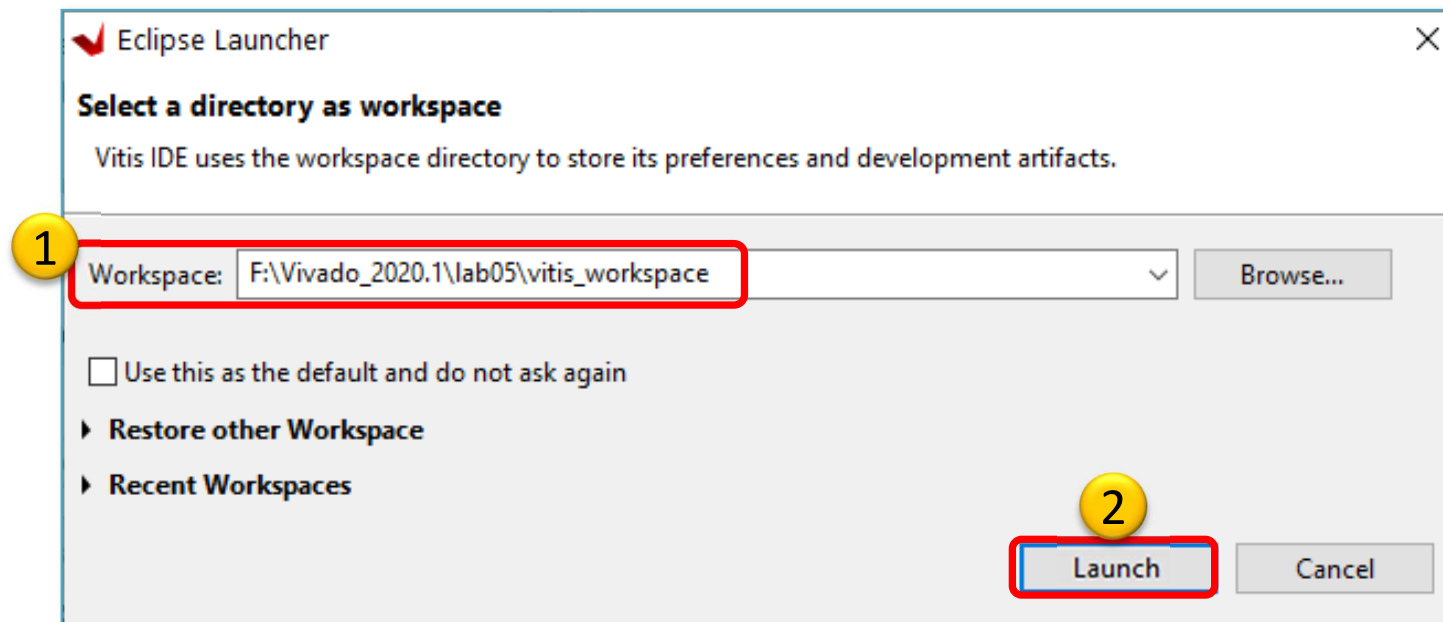 Eclipse Launcher
Select a directory as workspace
Vitis IDE uses the workspace directory to store its preferences and development artifacts.
1
Workspace: F:\Vivado_2020.1\lab05\vitis_workspace Browse...
Use this as the default and do not ask again
Restore other Workspace
Recent Workspaces
2
Launch Cancel